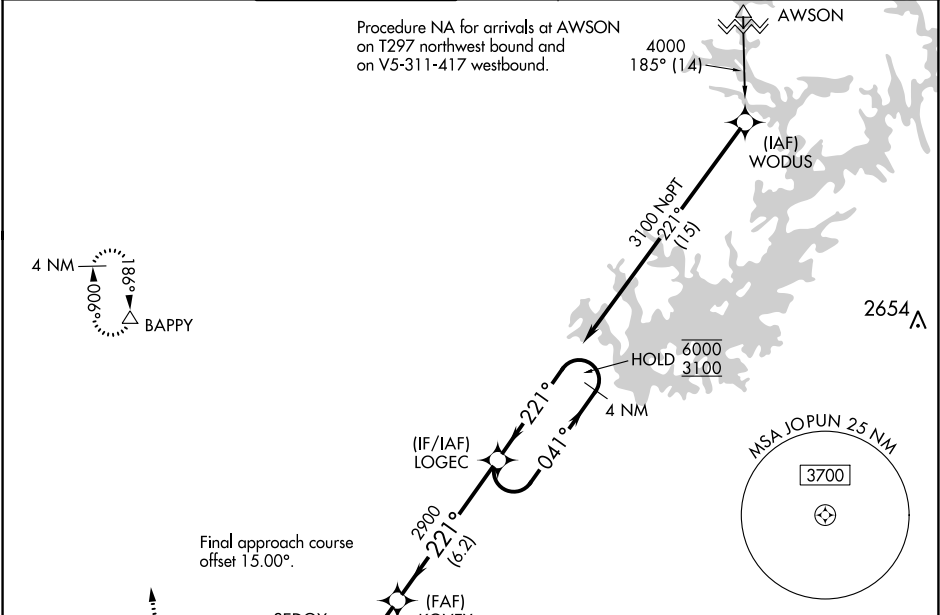 Procedure NA for arrivals at AWSON
on T297 northwest bound and
on V5-311-417 westbound.
AWSON
4000
185° (14)
(IAF)
WODUS
3100 NoPT
221°
(15)
4 NM
186°
006°
BAPPY
2654
HOLD 6000
3100
4 NM
221°
041°
(IF/IAF)
LOGEC
MSA JOPUN 25 NM
3700
2900
221°
(6.2)
Final approach course
offset 15.00°.
(FAF)